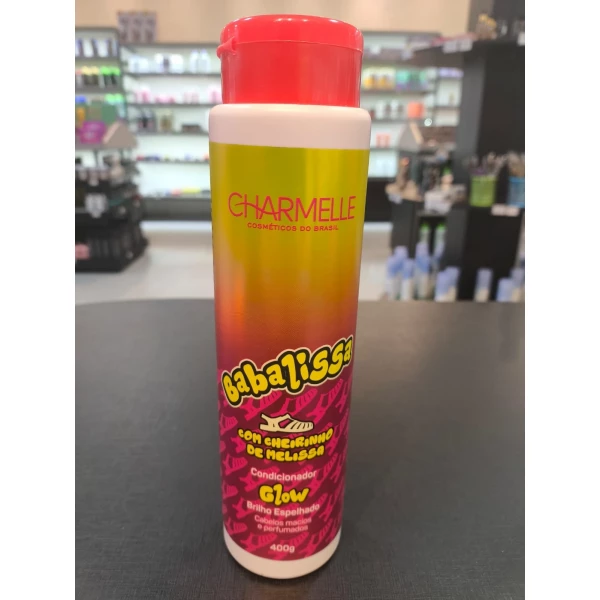 CHARMELLE
COSMÉTICOS DO BRASIL
Babalissa
COM CHEIRINHO
DE MELISSA
Condicionador
Glow
Brilho Espelhado
Cabelos macios
e perfumados
400g